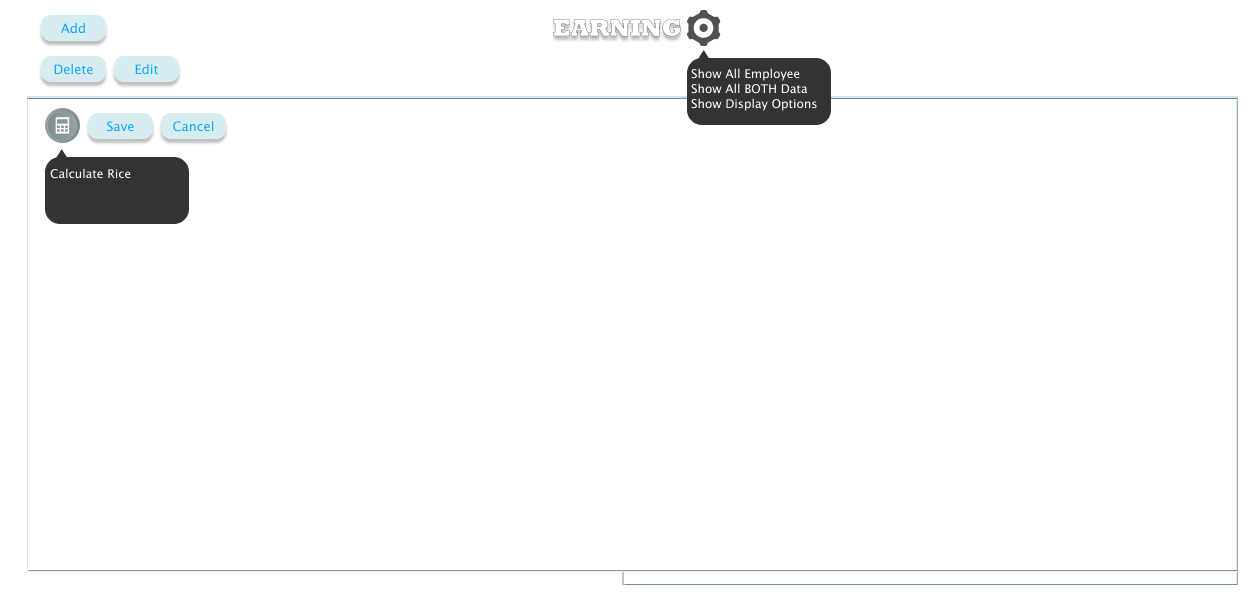 Add
EARNING
Delete
Edit
Show All Employee
Show All BOTH Data
Show Display Options
Save
Cancel
Calculate Rice